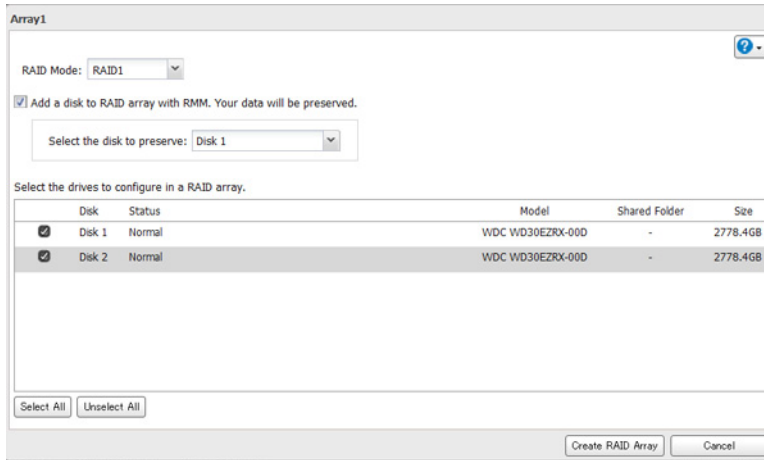 Array1
RAID Mode: RAID1
Add a disk to RAID array with RMM. Your data will be preserved.
Select the disk to preserve: Disk 1
Select the drives to configure in a RAID array.
Disk Status Model Shared Folder Size
Disk 1 Normal WDC WD30EZRX-00D - 2778.4GB
Disk 2 Normal WDC WD30EZRX-00D - 2778.4GB
Select All Unselect All
Create RAID Array Cancel